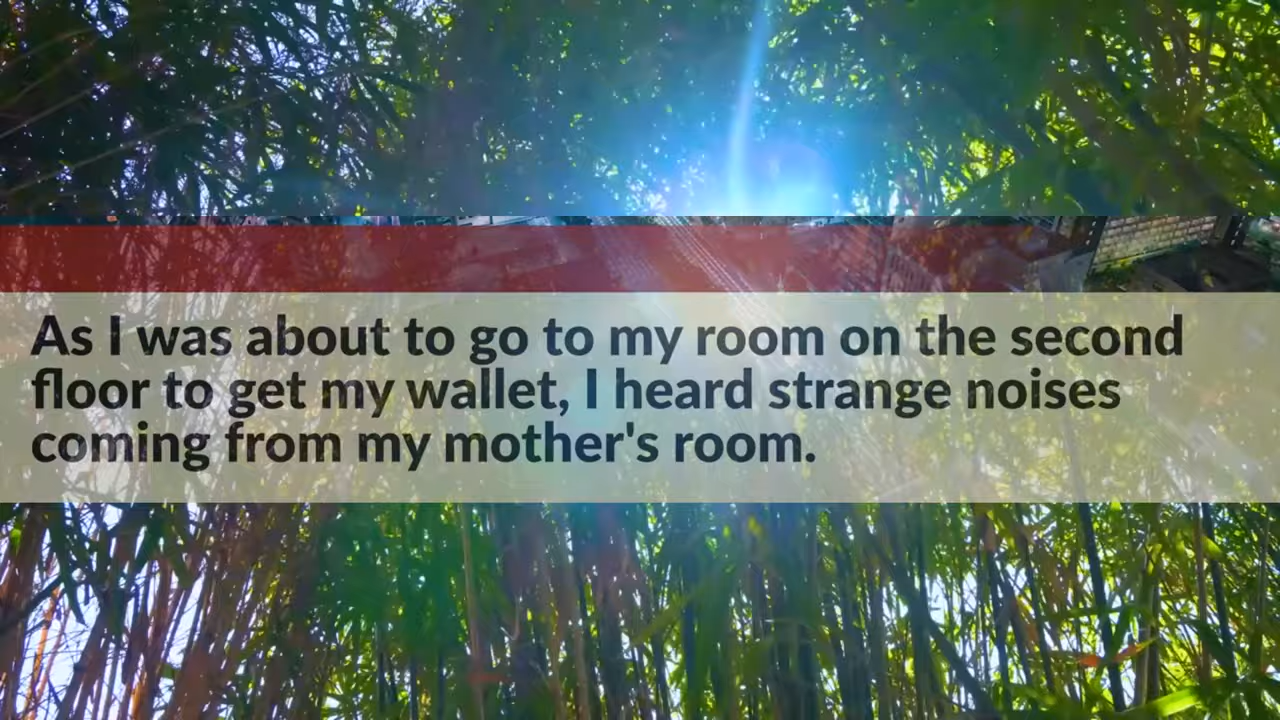 As I was about to go to my room on the second
floor to get my wallet, I heard strange noises
coming from my mother's room.